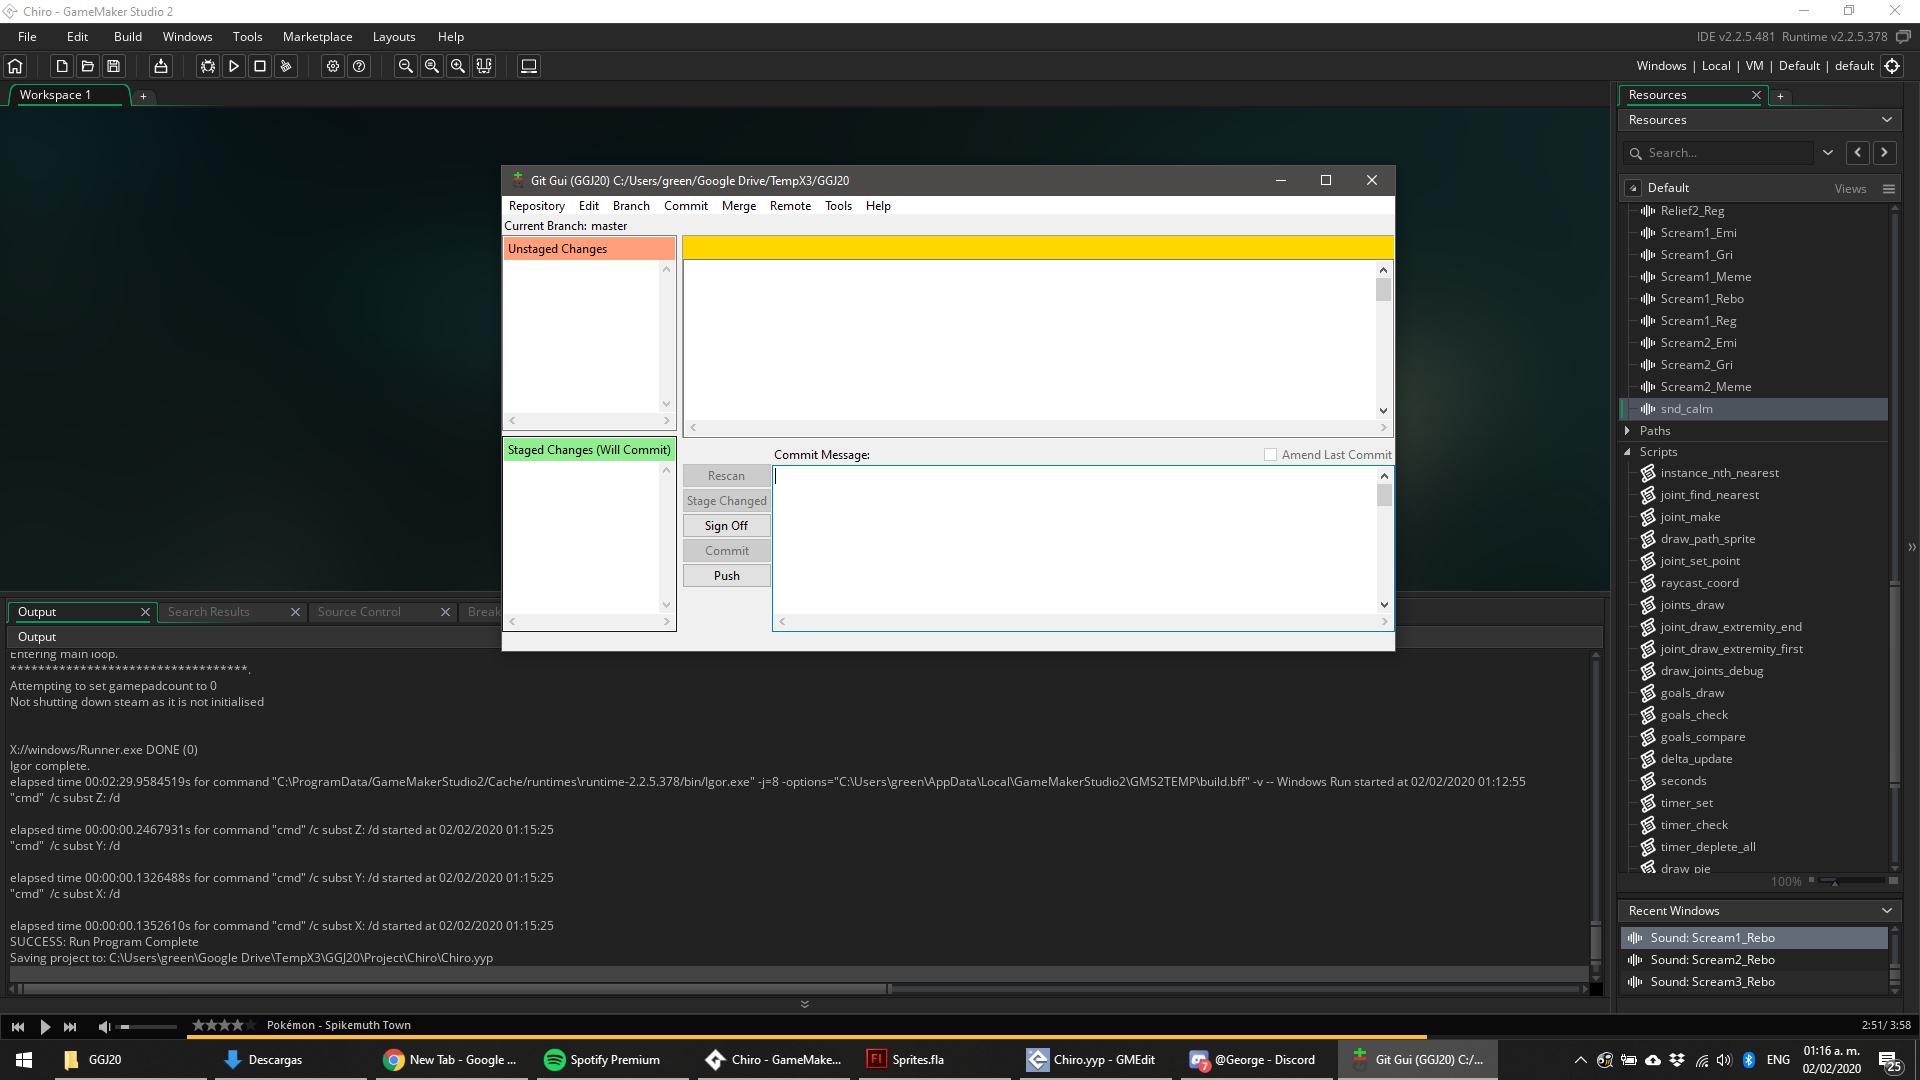 Chiro - GameMaker Studio 2
File Edit Build Windows Tools Marketplace Layouts Help
IDE v2.2.5.481 Runtime v2.2.5.378
Windows | Local | VM | Default | default
Workspace 1
+
Resources
+
Resources
Search...
Default
Views
Relief2_Reg
Scream1_Emi
Scream1_Gri
Scream1_Meme
Scream1_Rebo
Scream1_Reg
Scream2_Emi
Scream2_Gri
Scream2_Meme
snd_calm
Paths
Scripts
instance_nth_nearest
joint_find_nearest
joint_make
draw_path_sprite
joint_set_point
raycast_coord
joints_draw
joint_draw_extremity_end
joint_draw_extremity_first
draw_joints_debug
goals_draw
goals_check
goals_compare
delta_update
seconds
timer_set
timer_check
timer_deplete_all
draw_pie
100%
Recent Windows
Sound: Scream1_Rebo
Sound: Scream2_Rebo
Sound: Scream3_Rebo
Git Gui (GGJ20) C:/Users/green/Google Drive/TempX3/GGJ20
Repository Edit Branch Commit Merge Remote Tools Help
Current Branch: master
Unstaged Changes
Staged Changes (Will Commit)
Commit Message:
Amend Last Commit
Rescan
Stage Changed
Sign Off
Commit
Push
Output
Search Results
Source Control
Break
Output
Entering main loop.
**********************************.
Attempting to set gamepadcount to 0
Not shutting down steam as it is not initialised
X://windows/Runner.exe DONE (0)
Igor complete.
elapsed time 00:02:29.9584519s for command "C:\ProgramData/GameMakerStudio2/Cache/runtimes\runtime-2.2.5.378/bin/Igor.exe" -j=8 -options="C:\Users\green\AppData\Local\GameMakerStudio2\GMS2TEMP\build.bff" -v -- Windows Run started at 02/02/2020 01:12:55
"cmd" /c subst Z: /d
elapsed time 00:00:00.2467931s for command "cmd" /c subst Z: /d started at 02/02/2020 01:15:25
"cmd" /c subst Y: /d
elapsed time 00:00:00.1326488s for command "cmd" /c subst Y: /d started at 02/02/2020 01:15:25
"cmd" /c subst X: /d
elapsed time 00:00:00.1352610s for command "cmd" /c subst X: /d started at 02/02/2020 01:15:25
SUCCESS: Run Program Complete
Saving project to: C:\Users\green\Google Drive\TempX3\GGJ20\Project\Chiro\Chiro.yyp
Pokémon - Spikemuth Town
2:51/ 3:58
GGJ20
Descargas
New Tab - Google ...
Spotify Premium
Chiro - GameMake...
Fl
Sprites.fla
Chiro.yyp - GMEdit
7
@George - Discord
Git Gui (GGJ20) C:/...
ENG
01:16 a. m.
02/02/2020
25